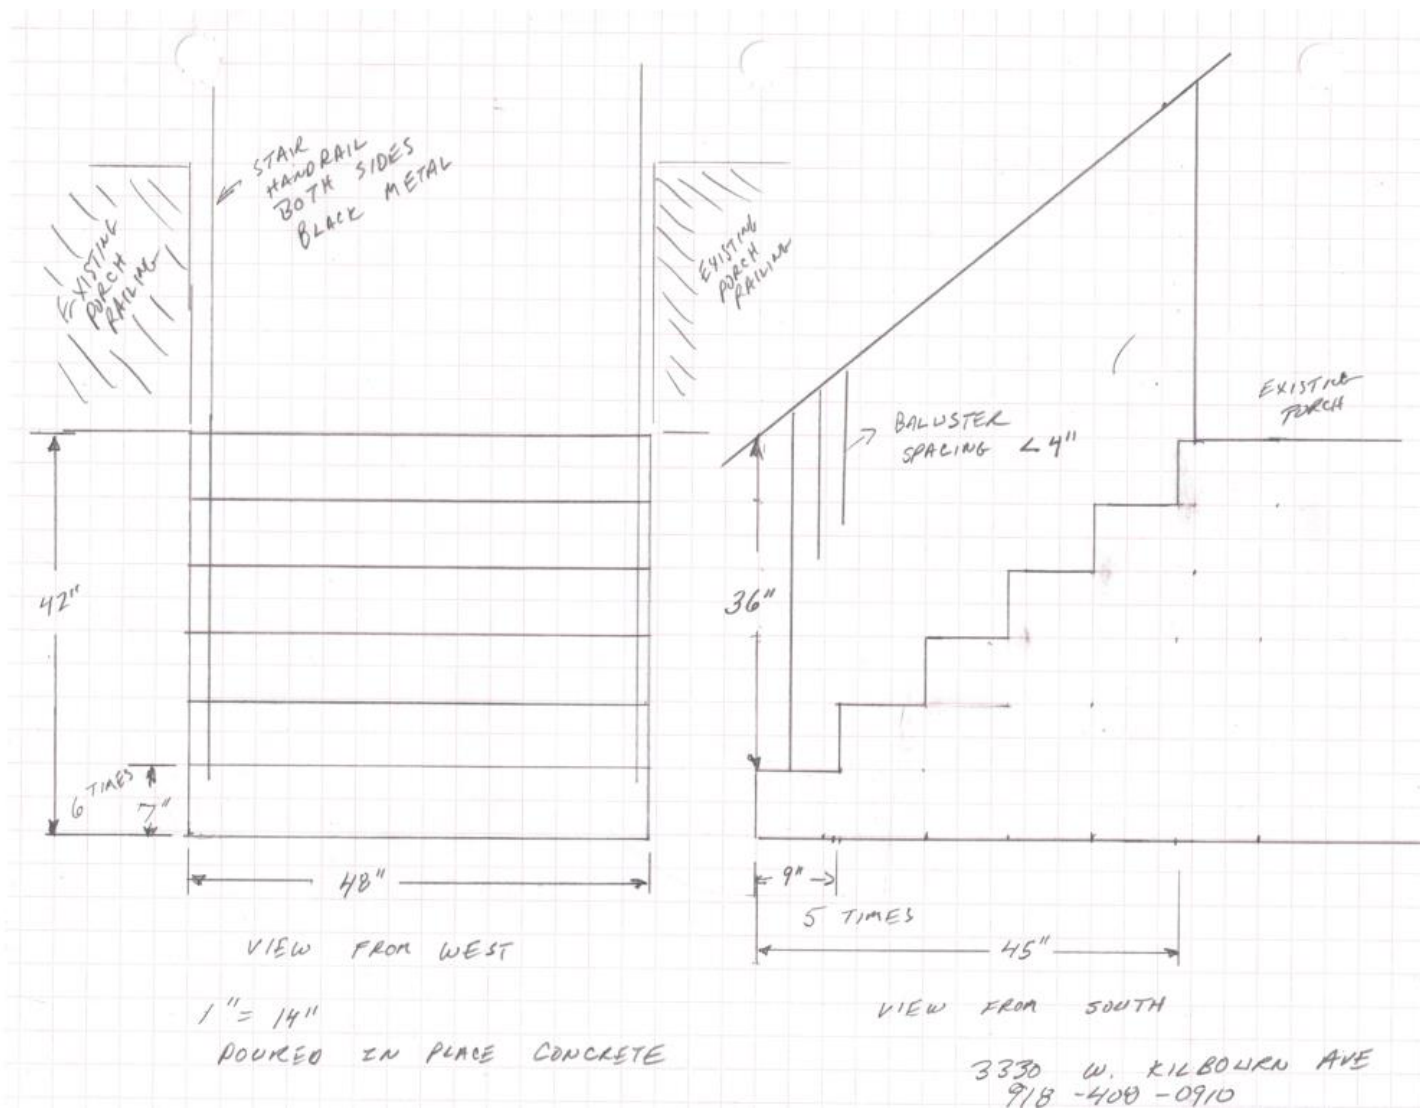 STAIR
HANDRAIL
BOTH SIDES
BLACK METAL
EXISTING
PORCH
RAILING
EXISTING
PORCH
RAILING
42"
6 TIMES
7"
48"
VIEW FROM WEST
1" = 14"
POURED IN PLACE CONCRETE
BALUSTER
SPACING < 4"
EXISTING
PORCH
36"
9"
5 TIMES
45"
VIEW FROM SOUTH
3330 W. KILBOURN AVE
918-408-0910